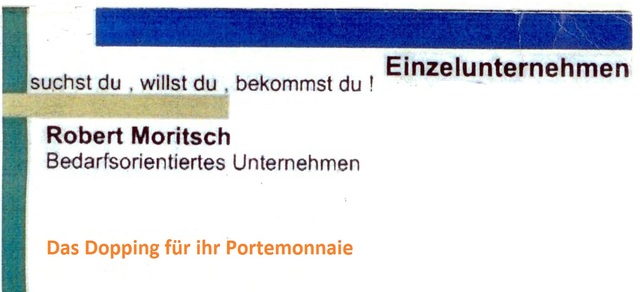 Einzelunternehmen
suchst du , willst du , bekommst du !
Robert Moritsch
Bedarfsorientiertes Unternehmen
Das Dopping für ihr Portemonnaie